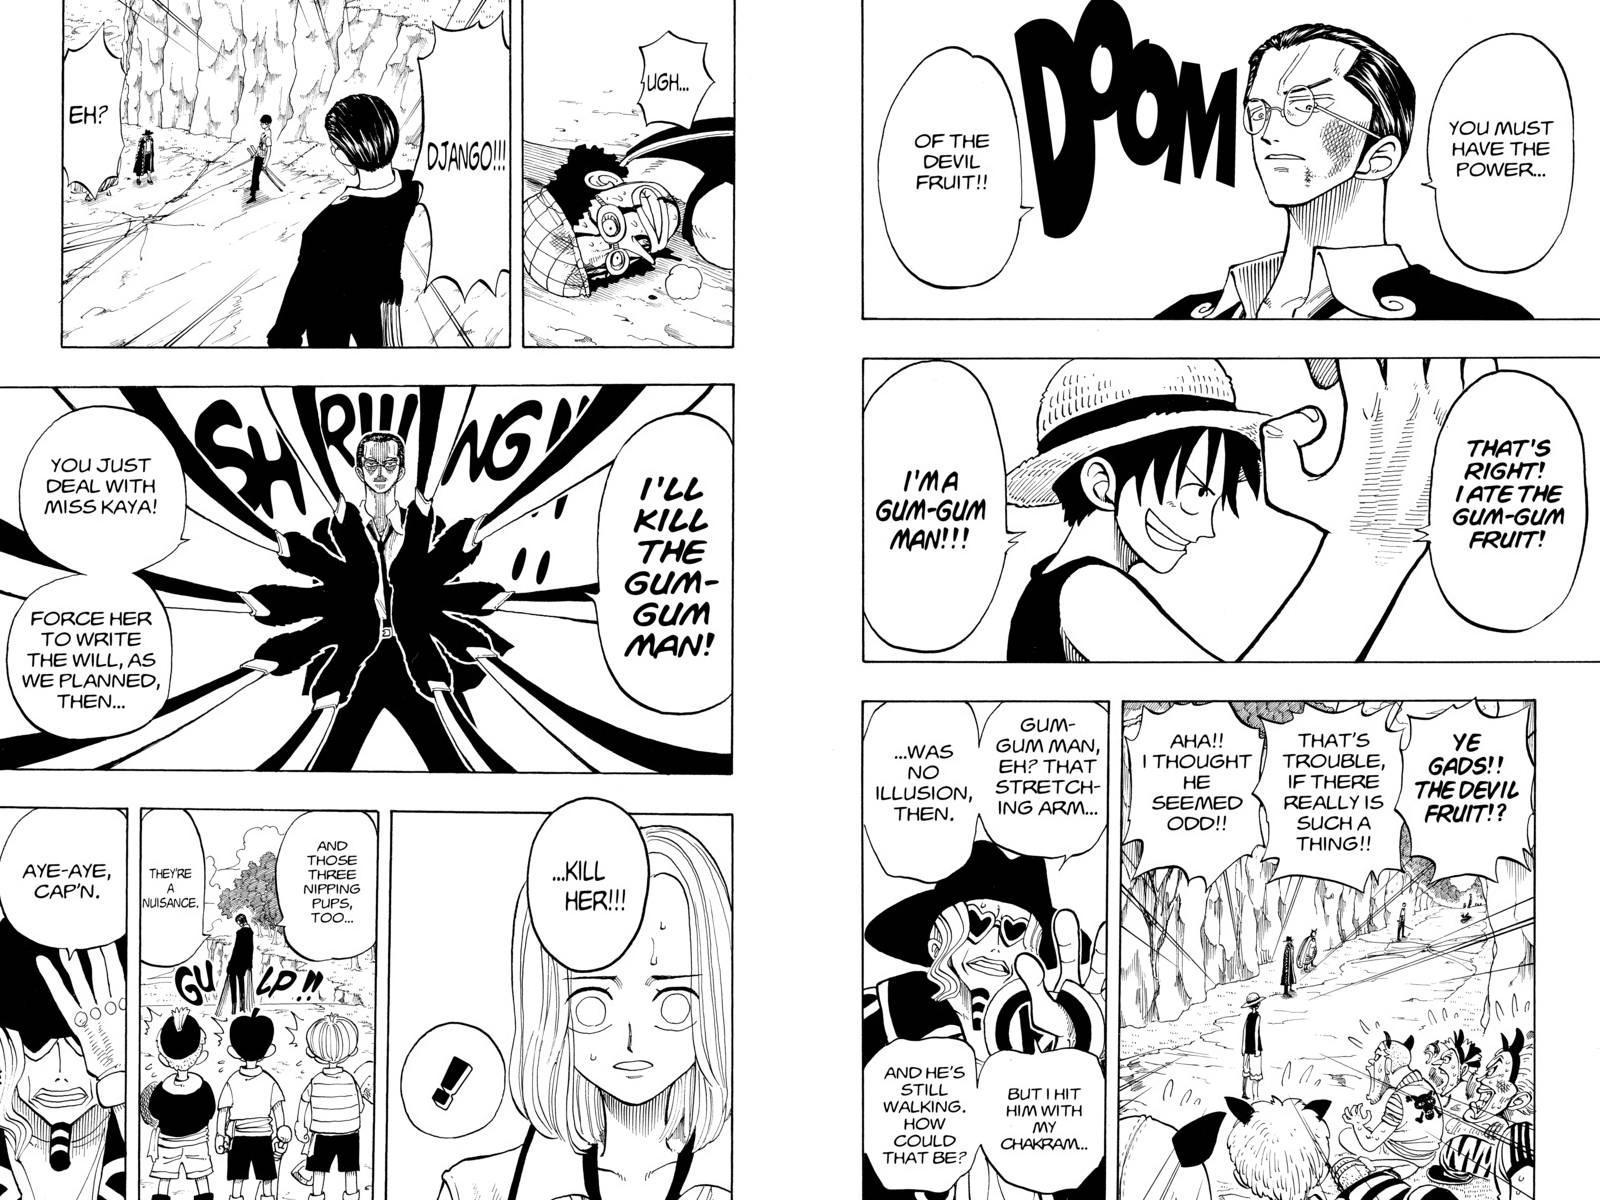 YOU MUST
HAVE THE
POWER...
DOOM
OF THE
DEVIL
FRUIT!!
THAT'S
RIGHT!
I ATE THE
GUM-GUM
FRUIT!
I'M A
GUM-GUM
MAN!!!
YE
GADS!!
THE DEVIL
FRUIT!?
THAT'S
TROUBLE,
IF THERE
REALLY IS
SUCH A
THING!!
AHA!!
I THOUGHT
HE
SEEMED
ODD!!
GUM-
GUM MAN,
EH? THAT
STRETCH-
ING ARM...
...WAS
NO
ILLUSION,
THEN.
BUT I HIT
HIM WITH
MY
CHAKRAM...
AND HE'S
STILL
WALKING.
HOW
COULD
THAT BE?
UGH...
DJANGO!!!
EH?
SHRIWING!!
I'LL
KILL
THE
GUM-
GUM
MAN!
YOU JUST
DEAL WITH
MISS KAYA!
FORCE HER
TO WRITE
THE WILL, AS
WE PLANNED,
THEN...
...KILL
HER!!!
!
AND
THOSE
THREE
NIPPING
PUPS,
TOO...
THEY'RE
A
NUISANCE.
GULP!!
AYE-AYE,
CAP'N.